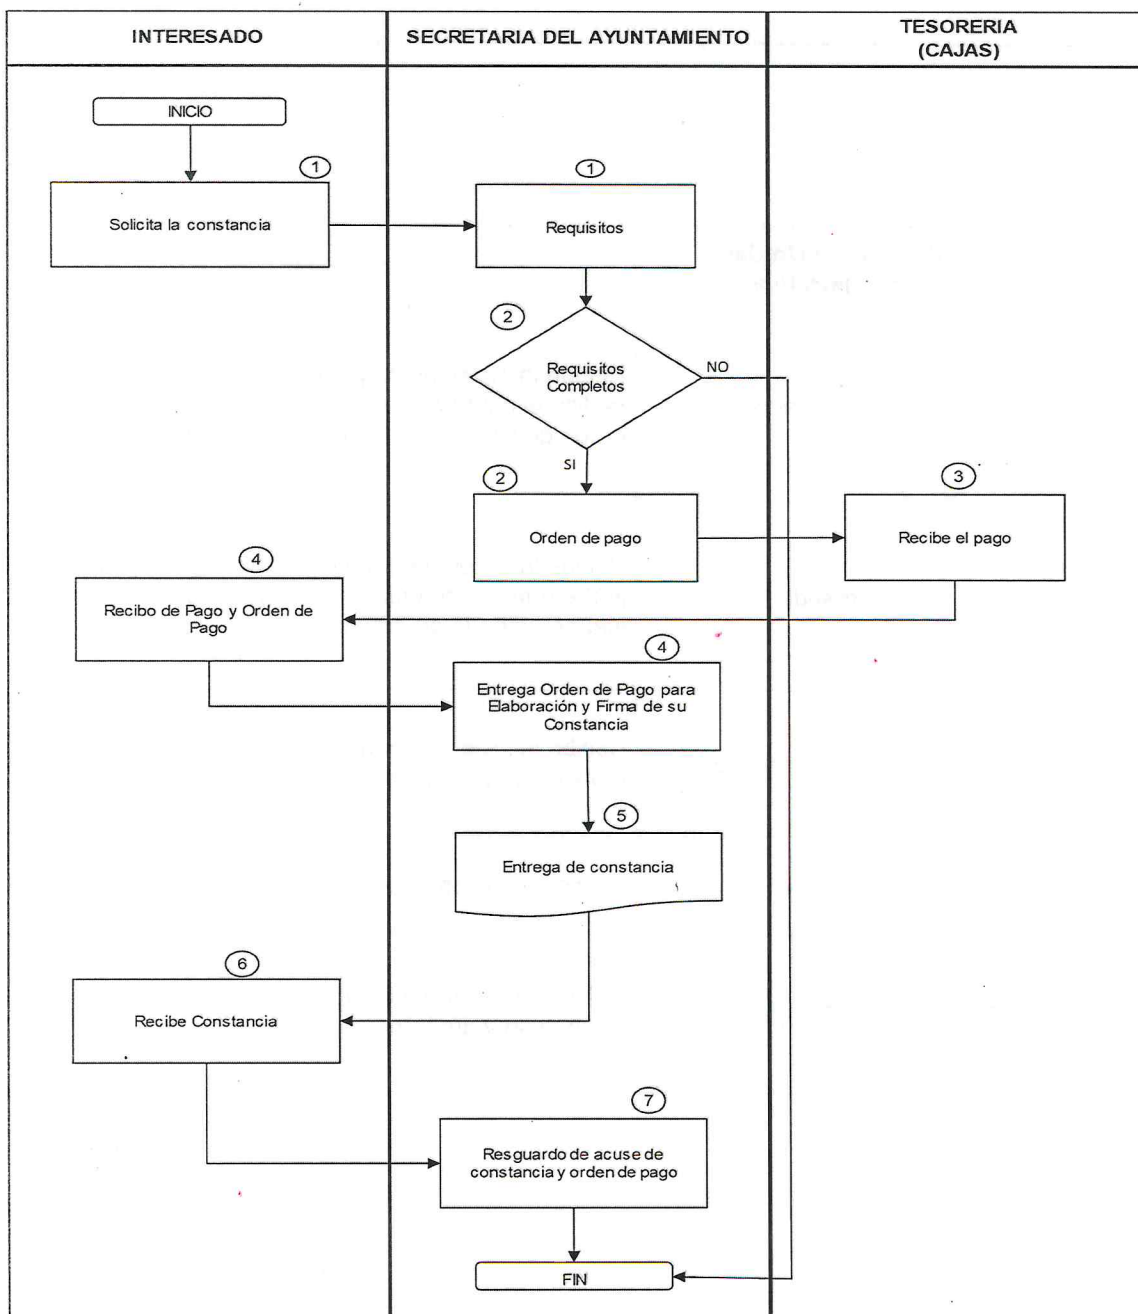 INTERESADO
SECRETARIA DEL AYUNTAMIENTO
TESORERIA
(CAJAS)
INICIO
1
Solicita la constancia
1
Requisitos
2
Requisitos
Completos
NO
SI
2
Orden de pago
3
Recibe el pago
4
Recibo de Pago y Orden de
Pago
4
Entrega Orden de Pago para
Elaboración y Firma de su
Constancia
5
Entrega de constancia
6
Recibe Constancia
7
Resguardo de acuse de
constancia y orden de pago
FIN